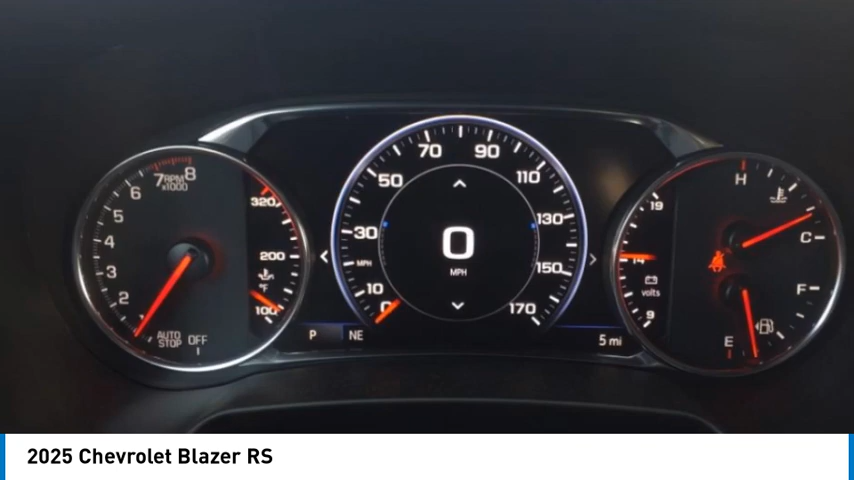 7 RPM 8
x1000
6
5
4
3
2
AUTO
STOP OFF
320
200
°F
100
70 90
50 110
30 130
MPH 150
10
0 170
0
MPH
P NE
5 mi
H
19
C
14
volts
F
9
E
2025 Chevrolet Blazer RS